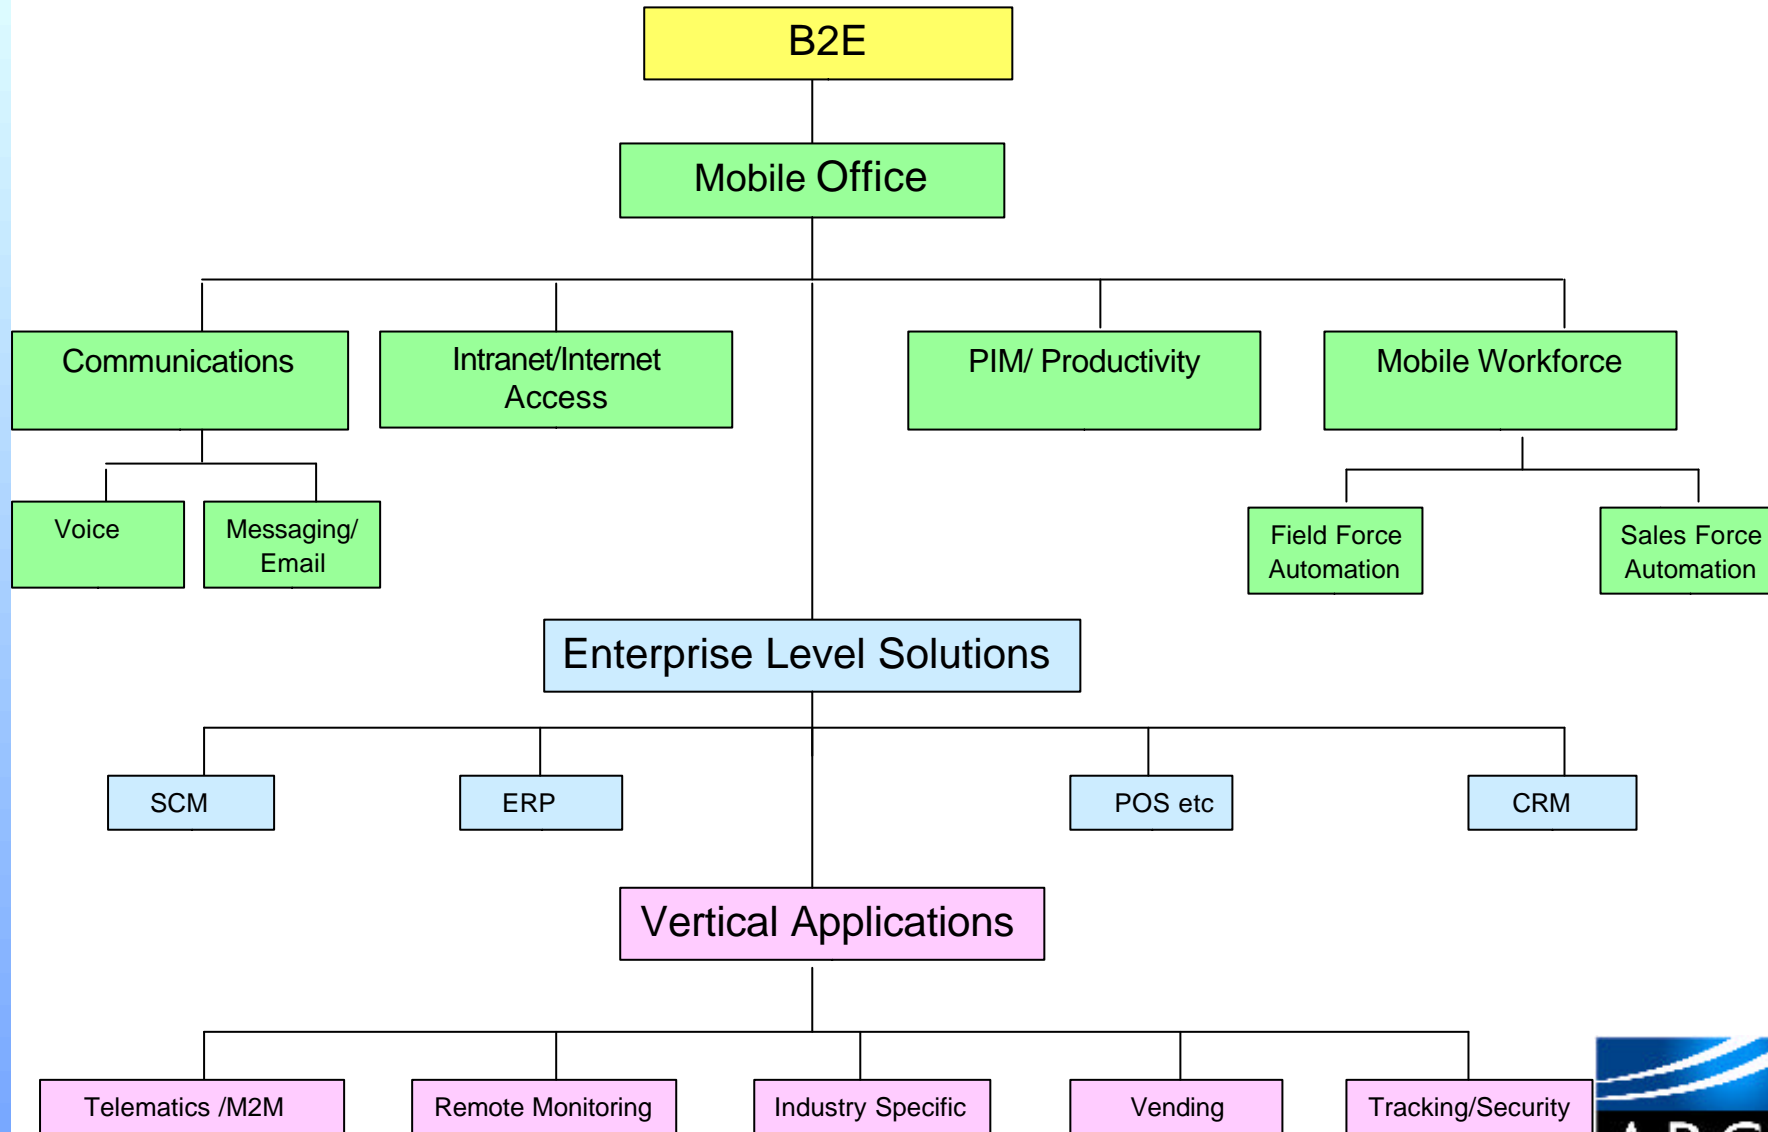 B2E
Mobile Office
Communications
Intranet/Internet
Access
PIM/ Productivity
Mobile Workforce
Voice
Messaging/
Email
Field Force
Automation
Sales Force
Automation
Enterprise Level Solutions
SCM
ERP
POS etc
CRM
Vertical Applications
Telematics /M2M
Remote Monitoring
Industry Specific
Vending
Tracking/Security